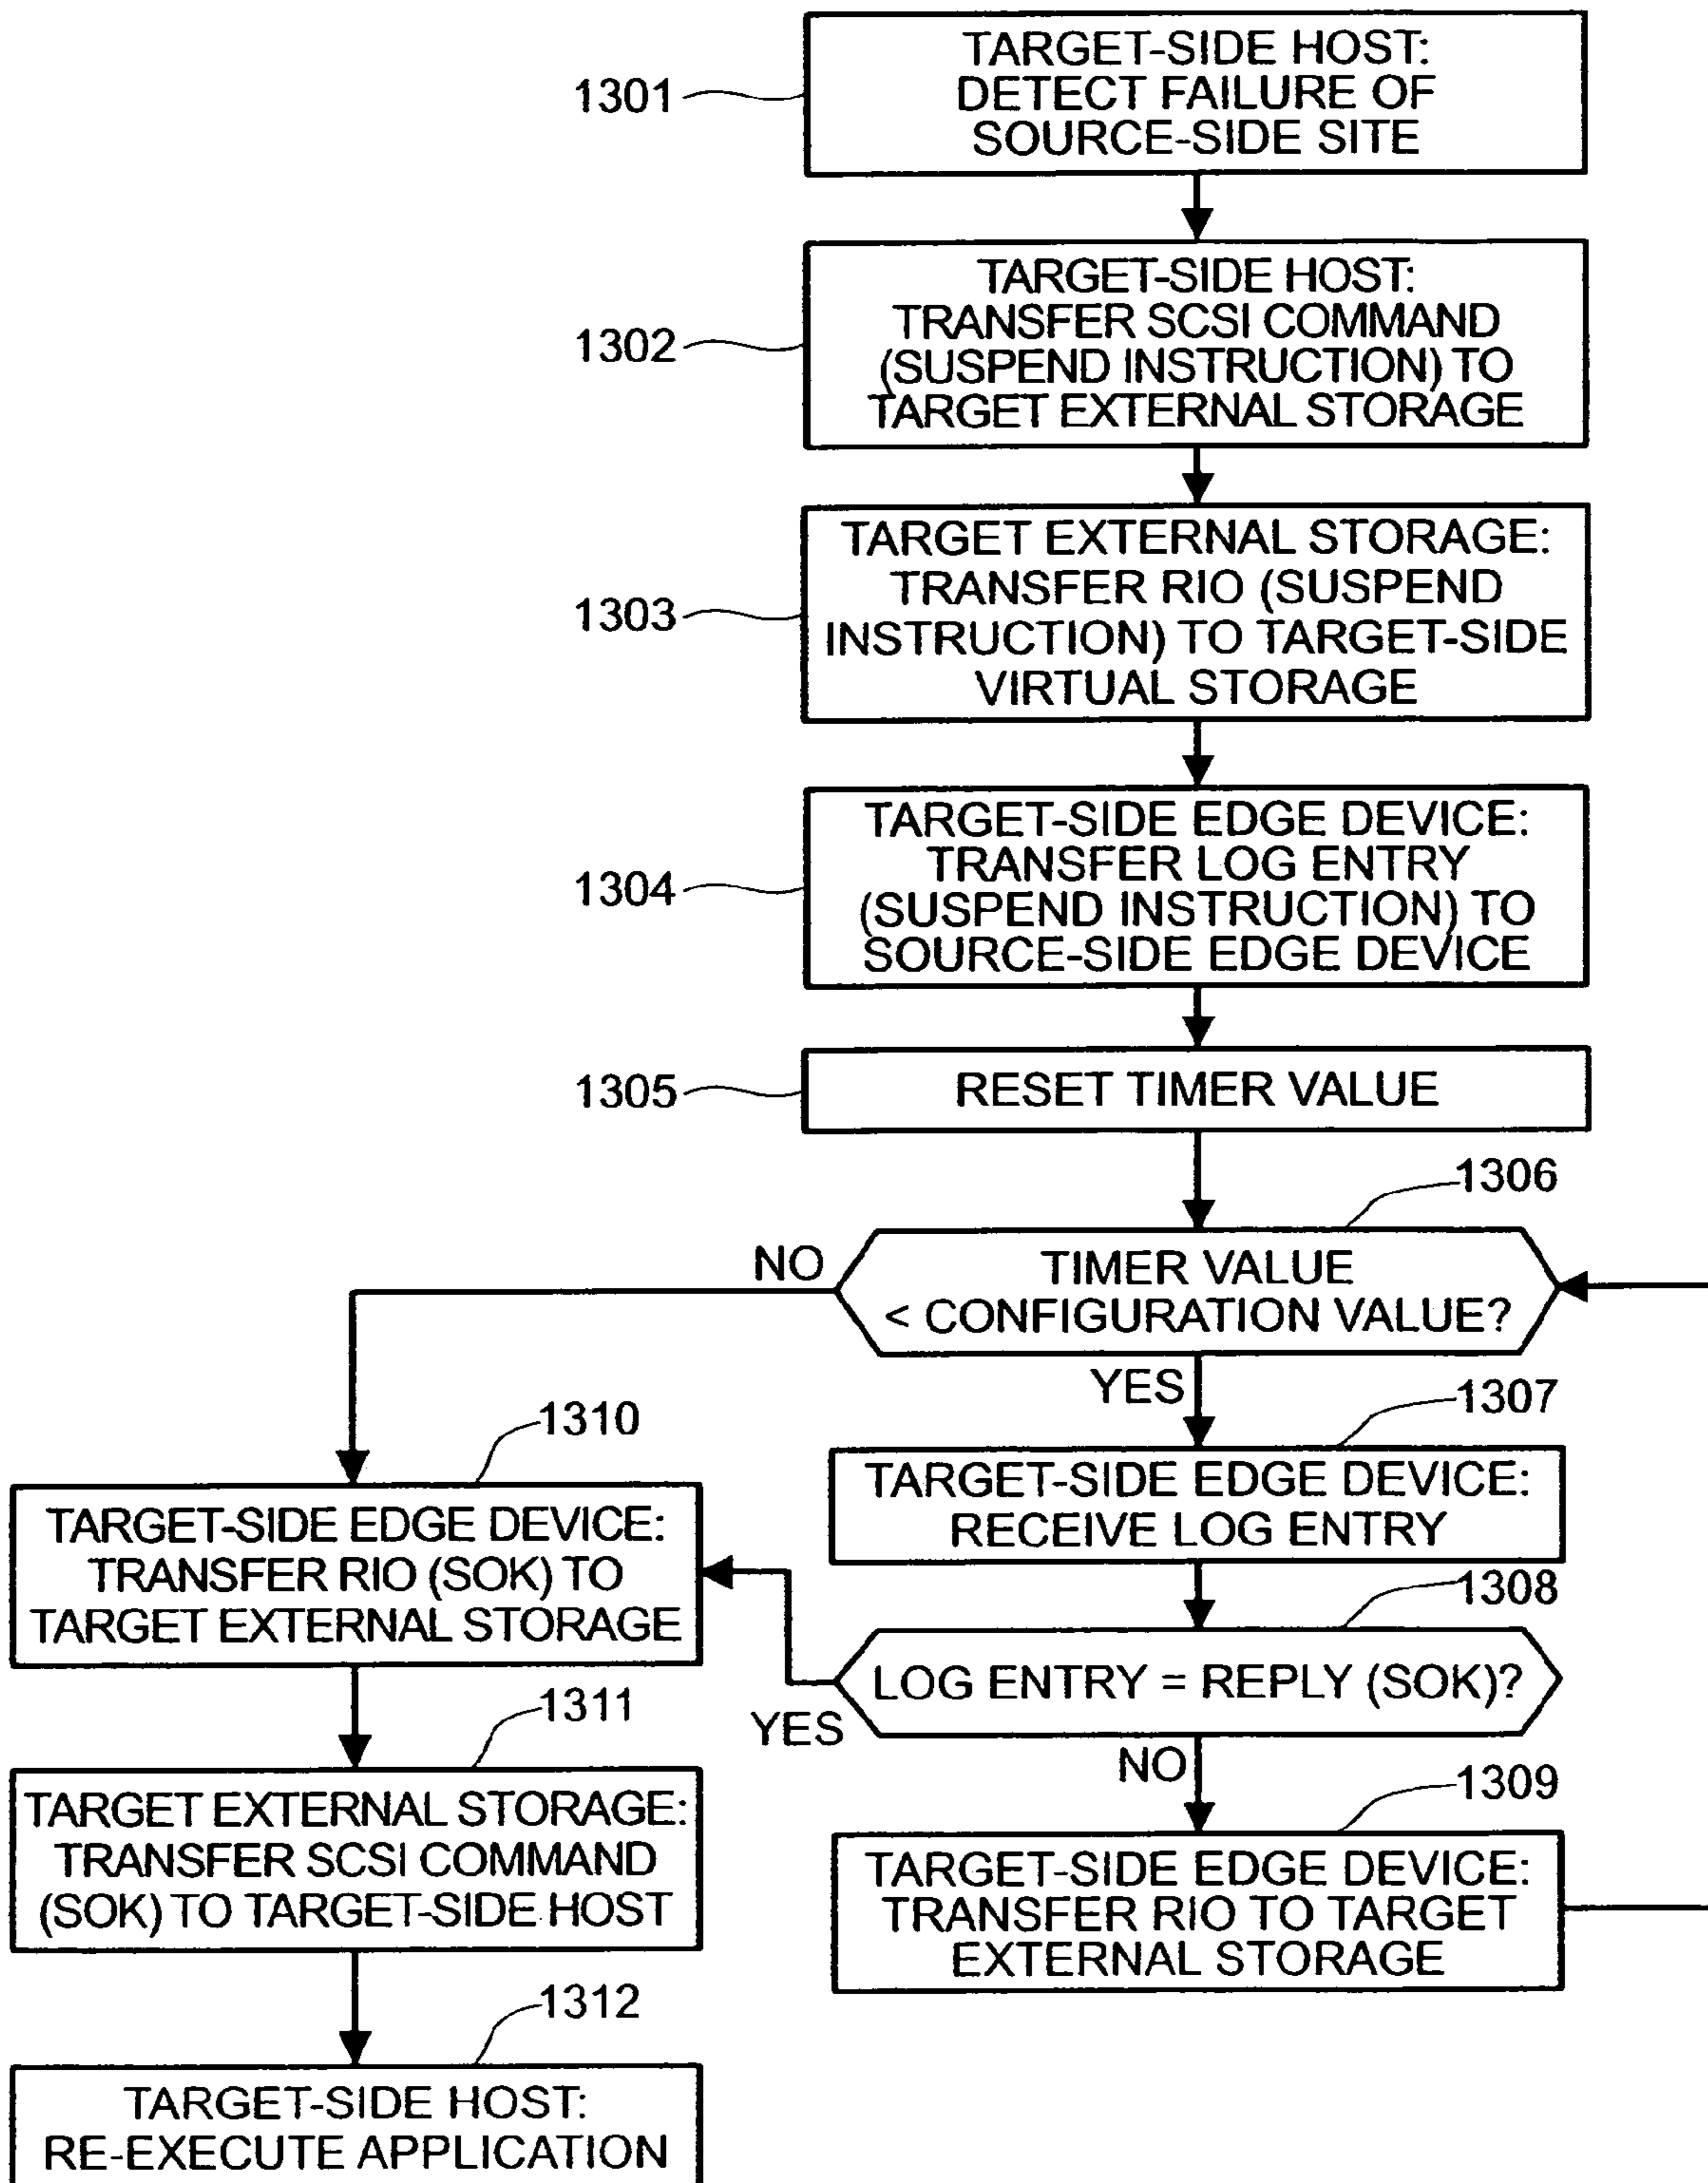 1301
TARGET-SIDE HOST:
DETECT FAILURE OF
SOURCE-SIDE SITE
1302
TARGET-SIDE HOST:
TRANSFER SCSI COMMAND
(SUSPEND INSTRUCTION) TO
TARGET EXTERNAL STORAGE
1303
TARGET EXTERNAL STORAGE:
TRANSFER RIO (SUSPEND
INSTRUCTION) TO TARGET-SIDE
VIRTUAL STORAGE
1304
TARGET-SIDE EDGE DEVICE:
TRANSFER LOG ENTRY
(SUSPEND INSTRUCTION) TO
SOURCE-SIDE EDGE DEVICE
1305
RESET TIMER VALUE
1306
TIMER VALUE
< CONFIGURATION VALUE?
NO
YES
1307
TARGET-SIDE EDGE DEVICE:
RECEIVE LOG ENTRY
1308
LOG ENTRY = REPLY (SOK)?
YES
NO
1309
TARGET-SIDE EDGE DEVICE:
TRANSFER RIO TO TARGET
EXTERNAL STORAGE
1310
TARGET-SIDE EDGE DEVICE:
TRANSFER RIO (SOK) TO
TARGET EXTERNAL STORAGE
1311
TARGET EXTERNAL STORAGE:
TRANSFER SCSI COMMAND
(SOK) TO TARGET-SIDE HOST
1312
TARGET-SIDE HOST:
RE-EXECUTE APPLICATION